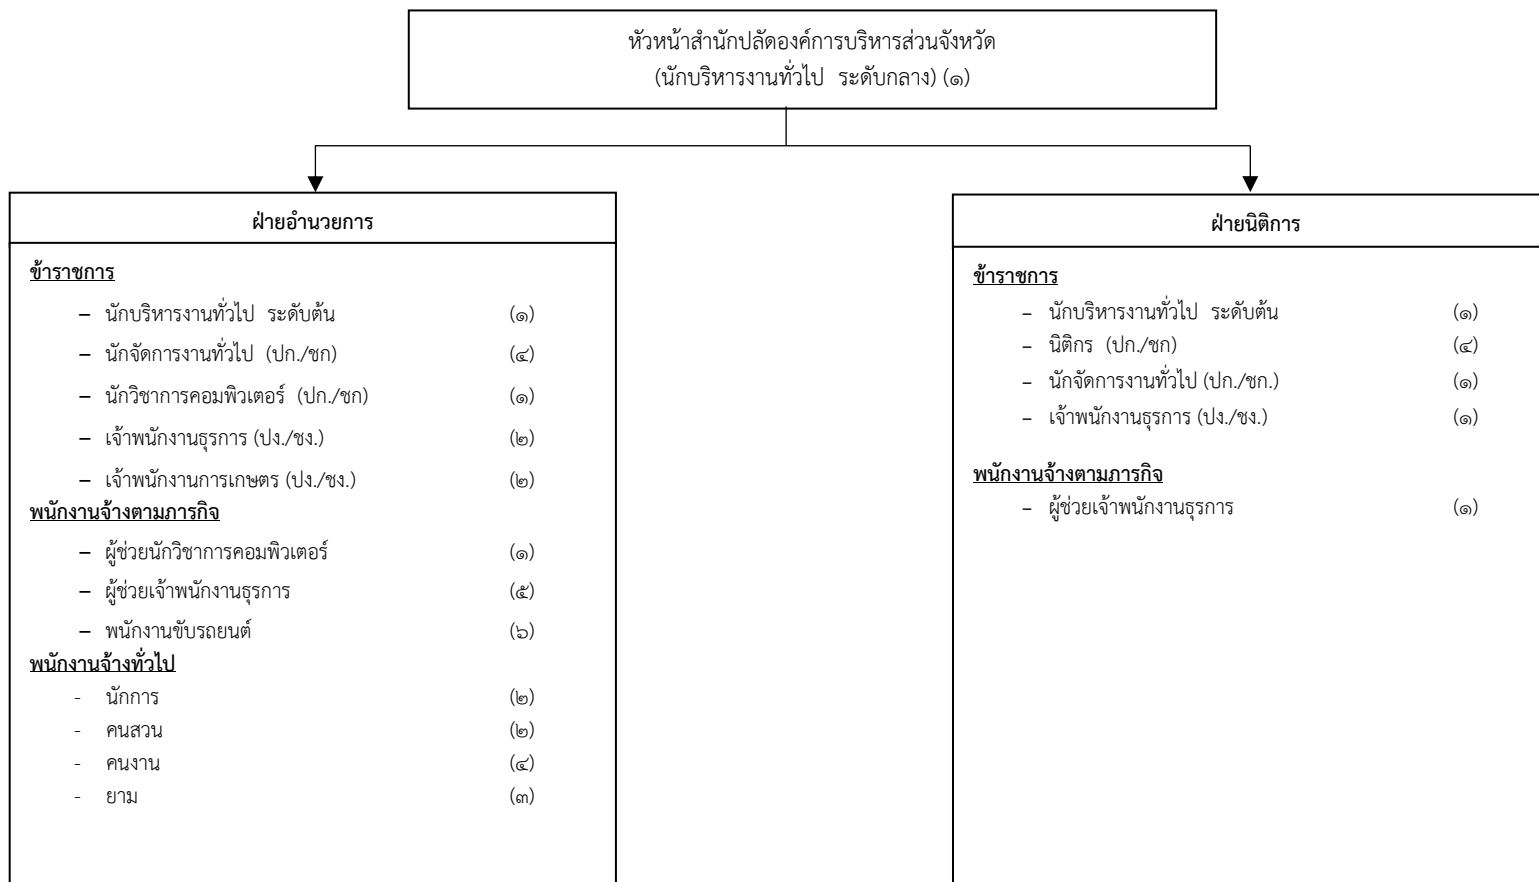 หัวหน้าสำนักปลัดองค์การบริหารส่วนจังหวัด
(นักบริหารงานทั่วไป ระดับกลาง) (๑)
ฝ่ายอำนวยการ
ข้าราชการ
– นักบริหารงานทั่วไป ระดับต้น (๑)
– นักจัดการงานทั่วไป (ปก./ชก) (๔)
– นักวิชาการคอมพิวเตอร์ (ปก./ชก) (๑)
– เจ้าพนักงานธุรการ (ปง./ชง.) (๒)
– เจ้าพนักงานการเกษตร (ปง./ชง.) (๒)
พนักงานจ้างตามภารกิจ
– ผู้ช่วยนักวิชาการคอมพิวเตอร์ (๑)
– ผู้ช่วยเจ้าพนักงานธุรการ (๕)
– พนักงานขับรถยนต์ (๖)
พนักงานจ้างทั่วไป
- นักการ (๒)
- คนสวน (๒)
- คนงาน (๔)
- ยาม (๓)
ฝ่ายนิติการ
ข้าราชการ
– นักบริหารงานทั่วไป ระดับต้น (๑)
– นิติกร (ปก./ชก) (๔)
– นักจัดการงานทั่วไป (ปก./ชก.) (๑)
– เจ้าพนักงานธุรการ (ปง./ชง.) (๑)
พนักงานจ้างตามภารกิจ
– ผู้ช่วยเจ้าพนักงานธุรการ (๑)